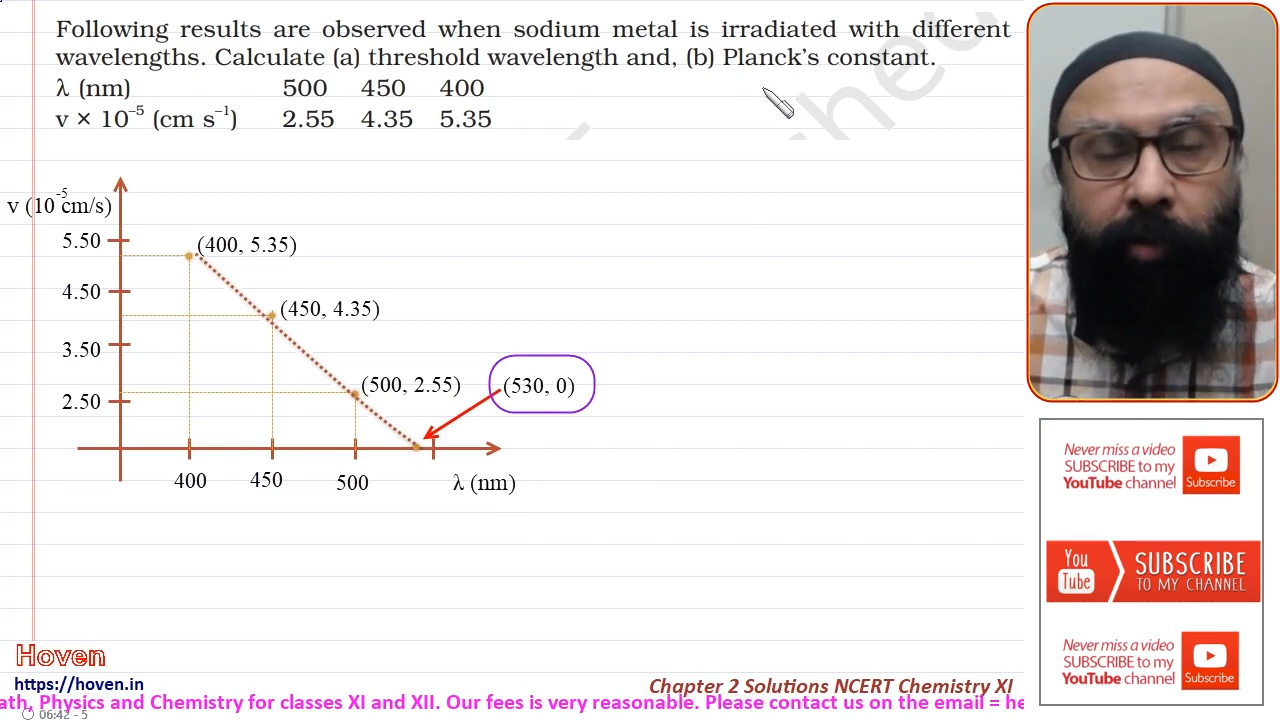 Following results are observed when sodium metal is irradiated with different
wavelengths. Calculate (a) threshold wavelength and, (b) Planck's constant.
λ (nm) 500 450 400
v × 10⁻⁵ (cm s⁻¹) 2.55 4.35 5.35
v (10⁻⁵cm/s)
5.50
4.50
3.50
2.50
(400, 5.35)
(450, 4.35)
(500, 2.55)
(530, 0)
400 450 500 λ (nm)
Never miss a video
SUBSCRIBE to my
YouTube channel
Subscribe
You
Tube
SUBSCRIBE
TO MY CHANNEL
Never miss a video
SUBSCRIBE to my
YouTube channel
Subscribe
Hoven
https://hoven.in
Chapter 2 Solutions NCERT Chemistry XI
ath, Physics and Chemistry for classes XI and XII. Our fees is very reasonable. Please contact us on the email = he
06:42 - 5